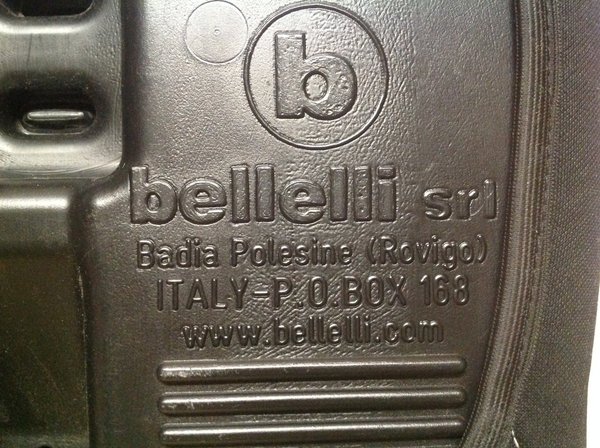 b
bellelli srl
Badia Polesine (Rovigo)
ITALY-P.O.BOX 168
www.bellelli.com